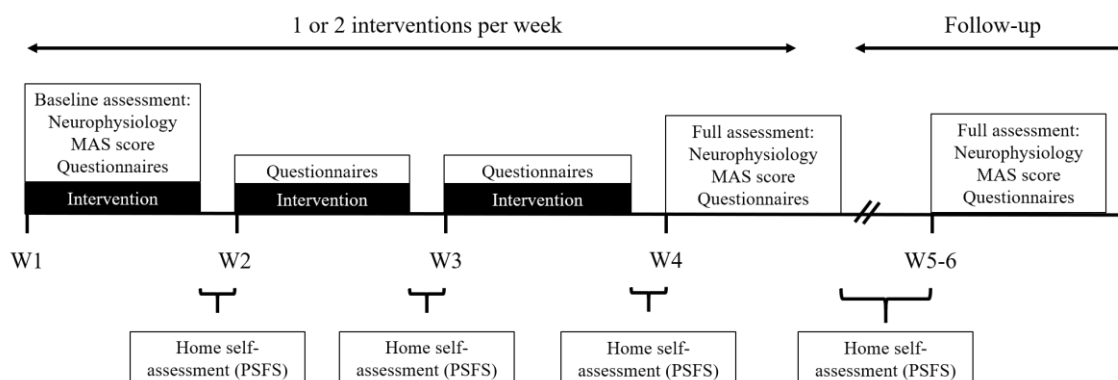 1 or 2 interventions per week
Follow-up
Baseline assessment:
Neurophysiology
MAS score
Questionnaires
Intervention
Questionnaires
Intervention
Questionnaires
Intervention
Full assessment:
Neurophysiology
MAS score
Questionnaires
Full assessment:
Neurophysiology
MAS score
Questionnaires
W1
W2
W3
W4
W5-6
Home self-
assessment (PSFS)
Home self-
assessment (PSFS)
Home self-
assessment (PSFS)
Home self-
assessment (PSFS)